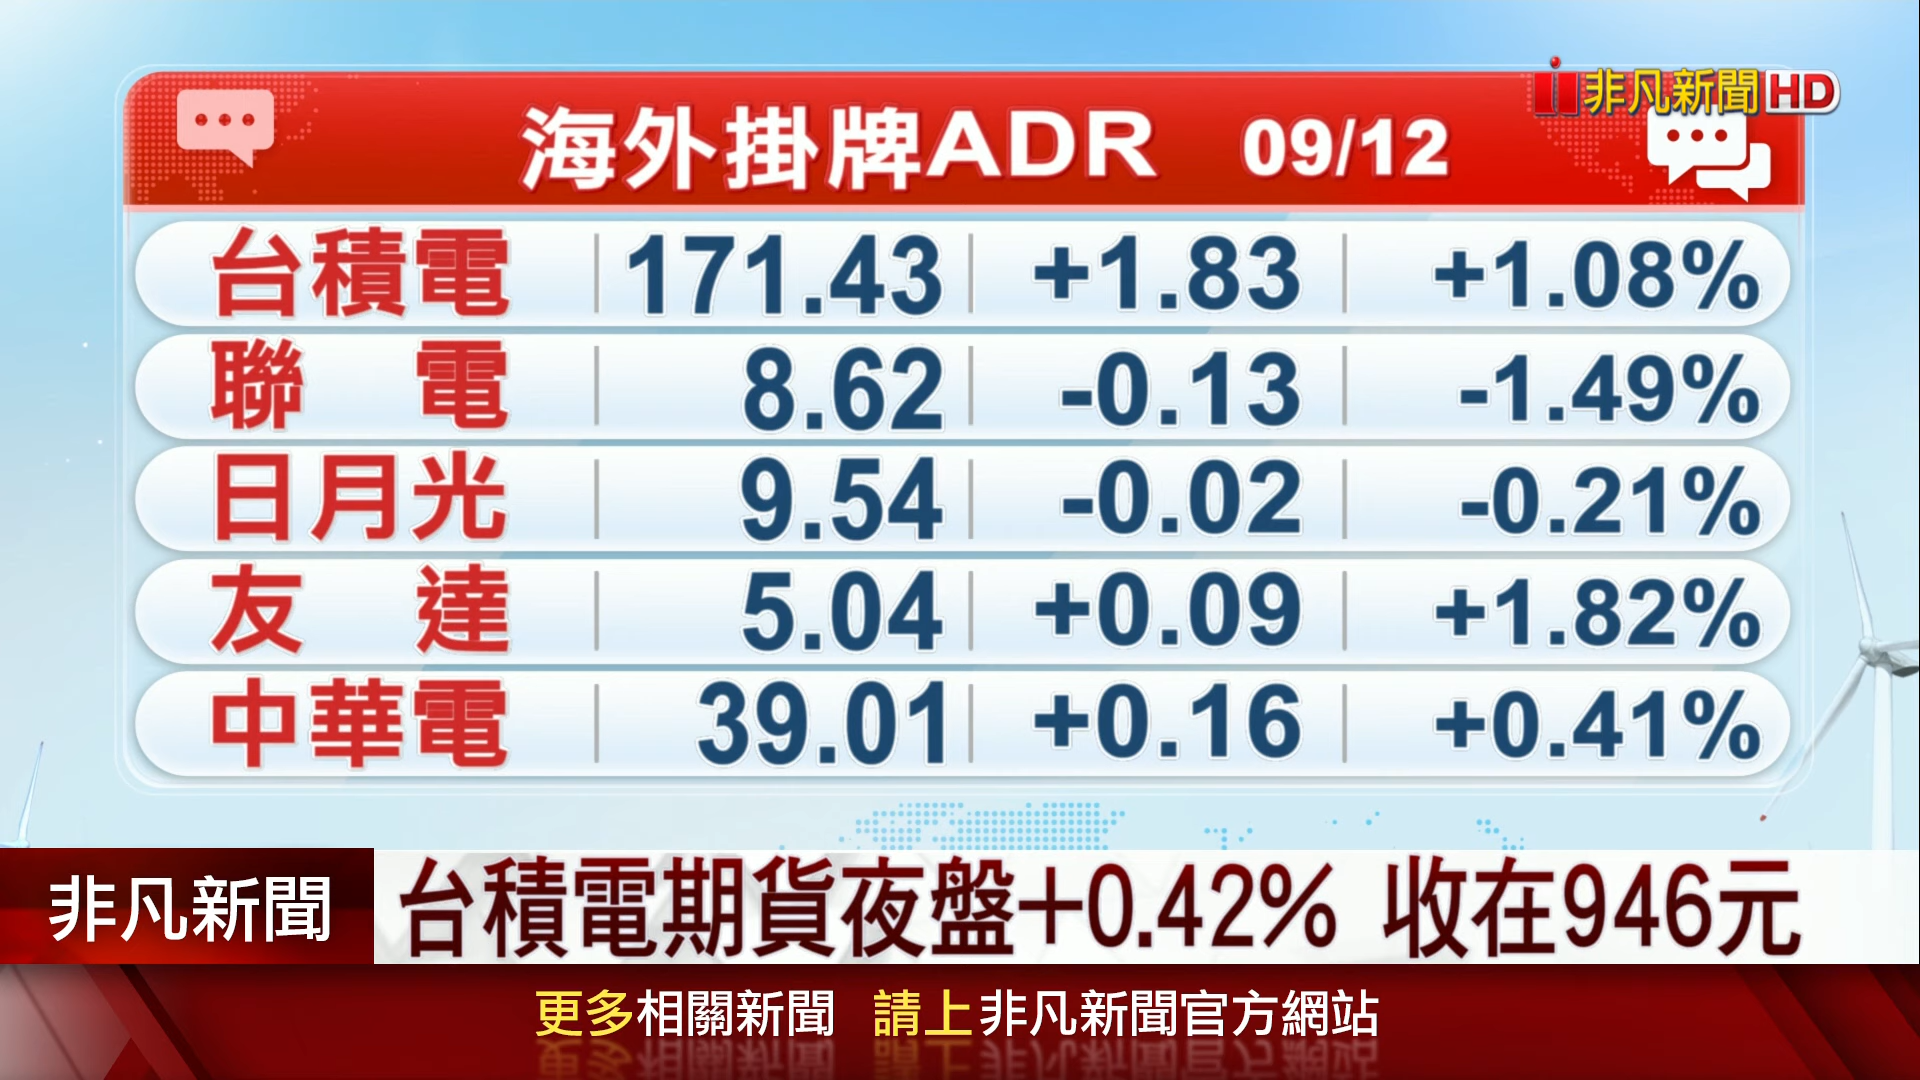 非凡新聞HD
海外掛牌ADR 09/12
台積電 171.43 +1.83 +1.08%
聯 電 8.62 -0.13 -1.49%
日月光 9.54 -0.02 -0.21%
友 達 5.04 +0.09 +1.82%
中華電 39.01 +0.16 +0.41%
非凡新聞 台積電期貨夜盤+0.42% 收在946元
更多相關新聞 請上非凡新聞官方網站